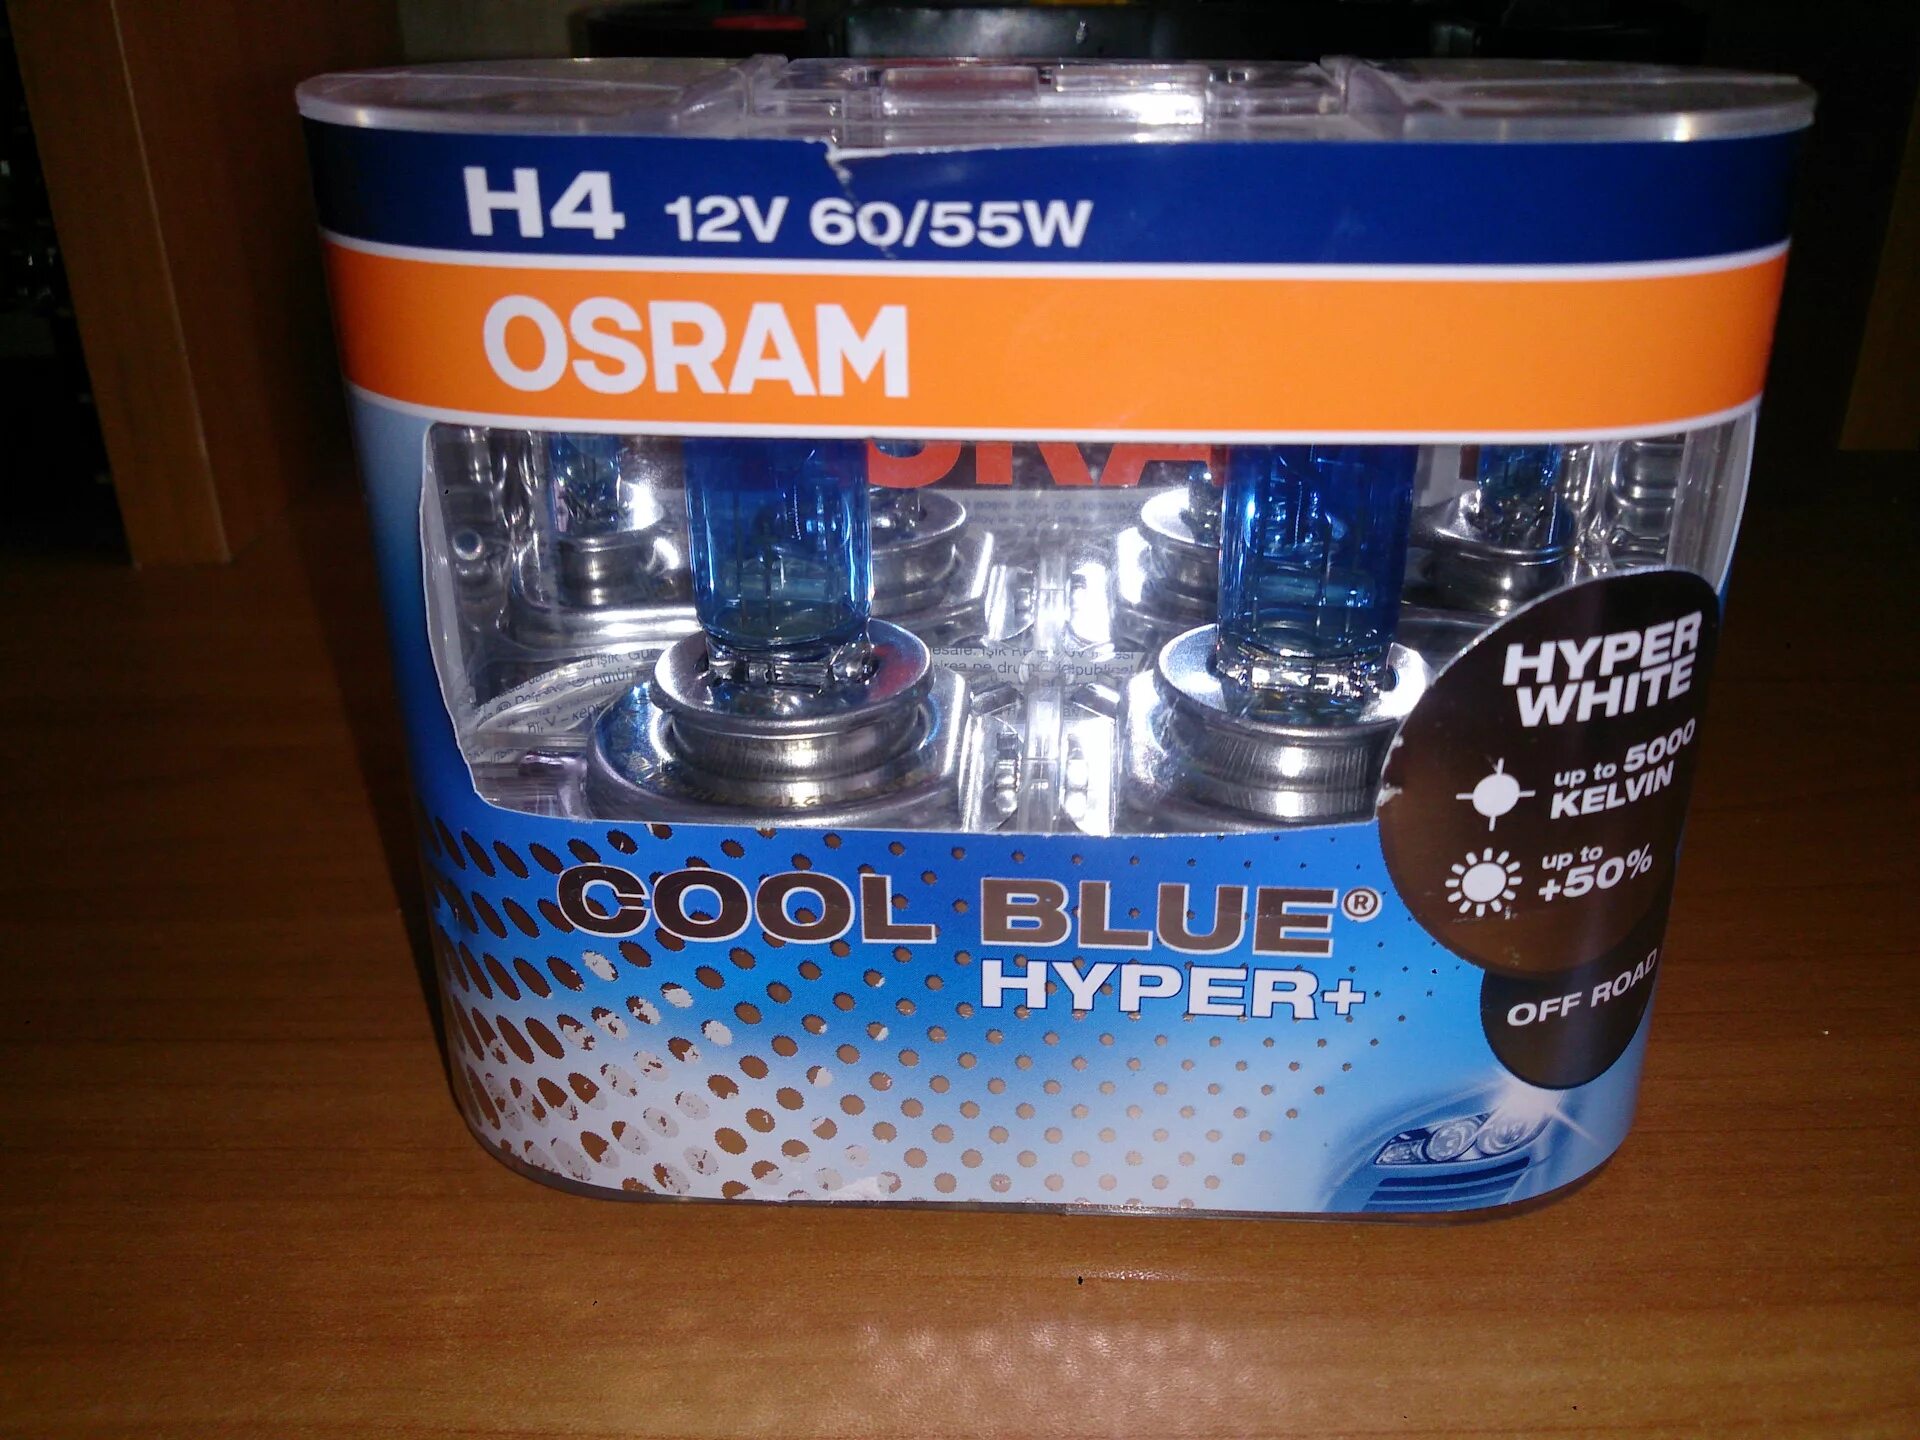 H4 12V 60/55W
OSRAM
HYPER
WHITE
up to 5000
KELVIN
up to
+50%
COOL BLUE®
HYPER+
OFF ROAD